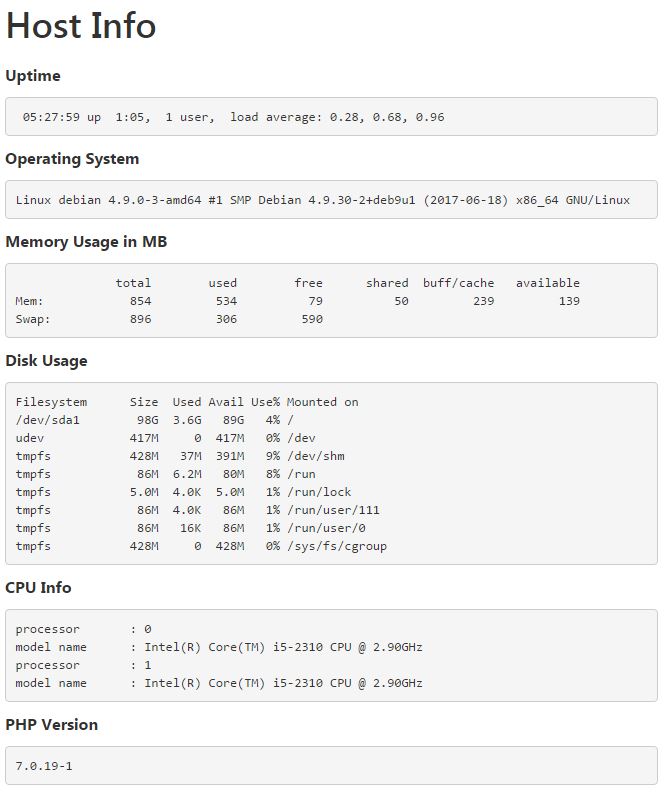 Host Info
Uptime
05:27:59 up  1:05,  1 user,  load average: 0.28, 0.68, 0.96
Operating System
Linux debian 4.9.0-3-amd64 #1 SMP Debian 4.9.30-2+deb9u1 (2017-06-18) x86_64 GNU/Linux
Memory Usage in MB
              total        used        free      shared  buff/cache   available
Mem:            854         534          79          50         239         139
Swap:           896         306         590
Disk Usage
Filesystem      Size  Used Avail Use% Mounted on
/dev/sda1        98G  3.6G   89G   4% /
udev            417M     0  417M   0% /dev
tmpfs           428M   37M  391M   9% /dev/shm
tmpfs            86M  6.2M   80M   8% /run
tmpfs           5.0M  4.0K  5.0M   1% /run/lock
tmpfs            86M  4.0K   86M   1% /run/user/111
tmpfs            86M   16K   86M   1% /run/user/0
tmpfs           428M     0  428M   0% /sys/fs/cgroup
CPU Info
processor       : 0
model name      : Intel(R) Core(TM) i5-2310 CPU @ 2.90GHz
processor       : 1
model name      : Intel(R) Core(TM) i5-2310 CPU @ 2.90GHz
PHP Version
7.0.19-1